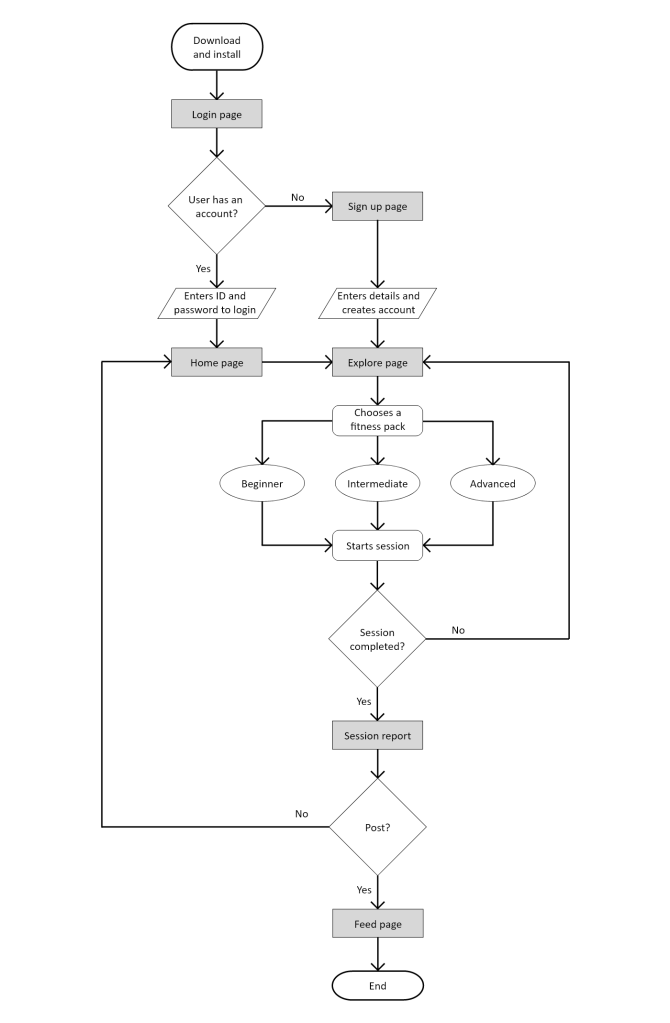 Download
and install
Login page
User has an
account?
No
Sign up page
Yes
Enters ID and
password to login
Enters details and
creates account
Home page
Explore page
Chooses a
fitness pack
Beginner
Intermediate
Advanced
Starts session
Session
completed?
No
Yes
Session report
No
Post?
Yes
Feed page
End